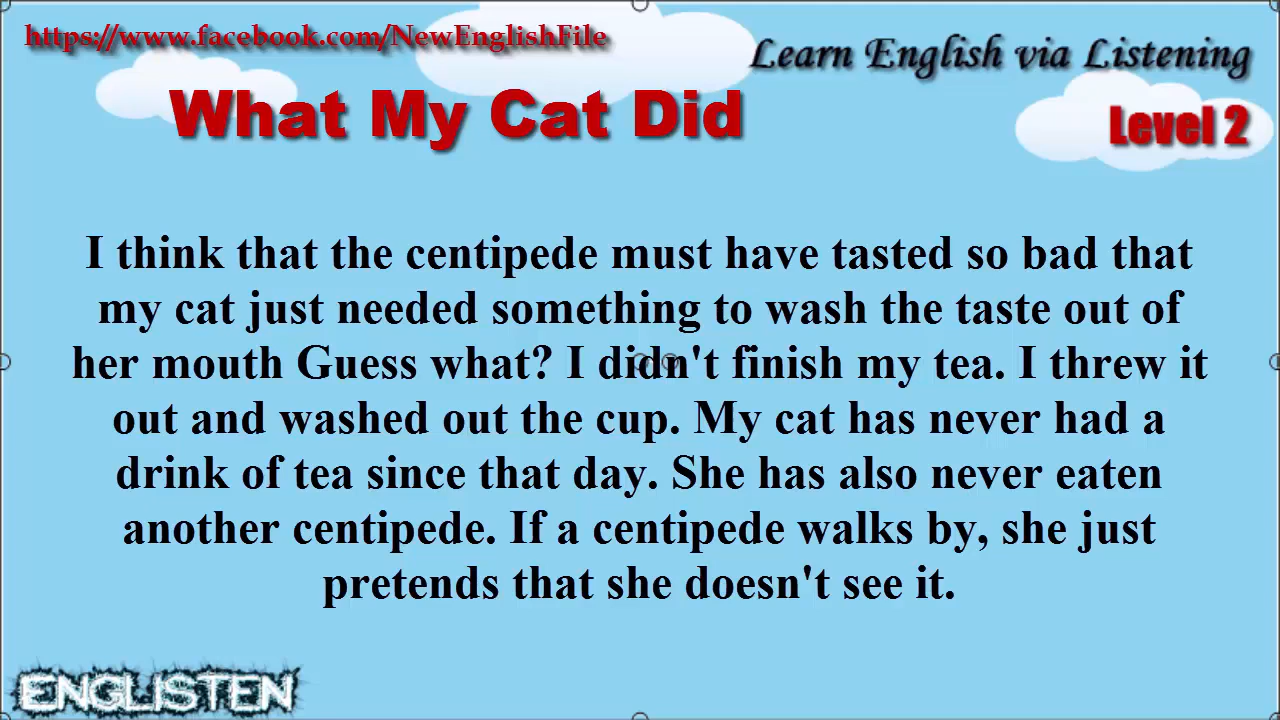 https://www.facebook.com/NewEnglishFile
Learn English via Listening
What My Cat Did
Level 2
I think that the centipede must have tasted so bad that
my cat just needed something to wash the taste out of
her mouth Guess what? I didn't finish my tea. I threw it
out and washed out the cup. My cat has never had a
drink of tea since that day. She has also never eaten
another centipede. If a centipede walks by, she just
pretends that she doesn't see it.
ENGLISTEN